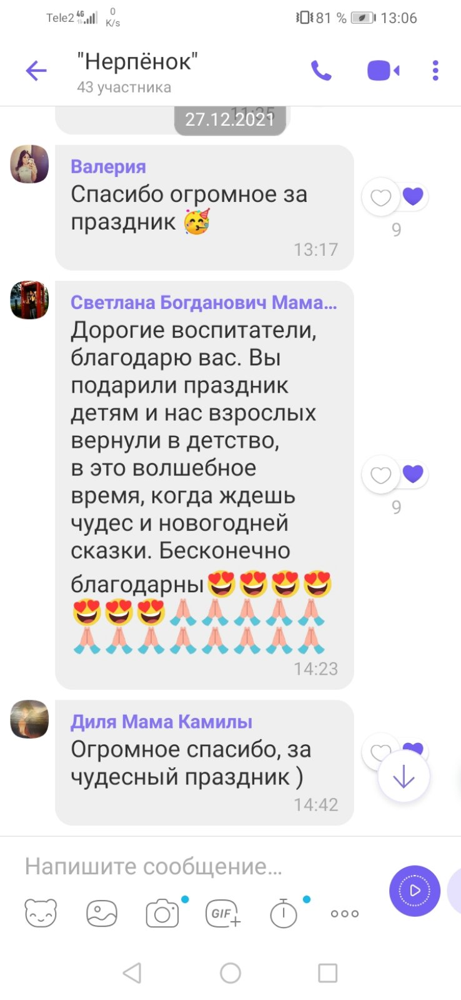 Tele2 4G 0 K/s 81 % 13:06
"Нерпёнок"
43 участника
11:35
27.12.2021
Валерия
Спасибо огромное за
праздник 🥳
13:17
9
Светлана Богданович Мама...
Дорогие воспитатели,
благодарю вас. Вы
подарили праздник
детям и нас взрослых
вернули в детство,
в это волшебное
время, когда ждешь
чудес и новогодней
сказки. Бесконечно
благодарны😍😍😍😍
😍😍😍🙏🙏🙏🙏🙏
🙏🙏🙏🙏🙏🙏🙏🙏
14:23
9
Диля Мама Камилы
Огромное спасибо, за
чудесный праздник )
14:42
Напишите сообщение...
GIF